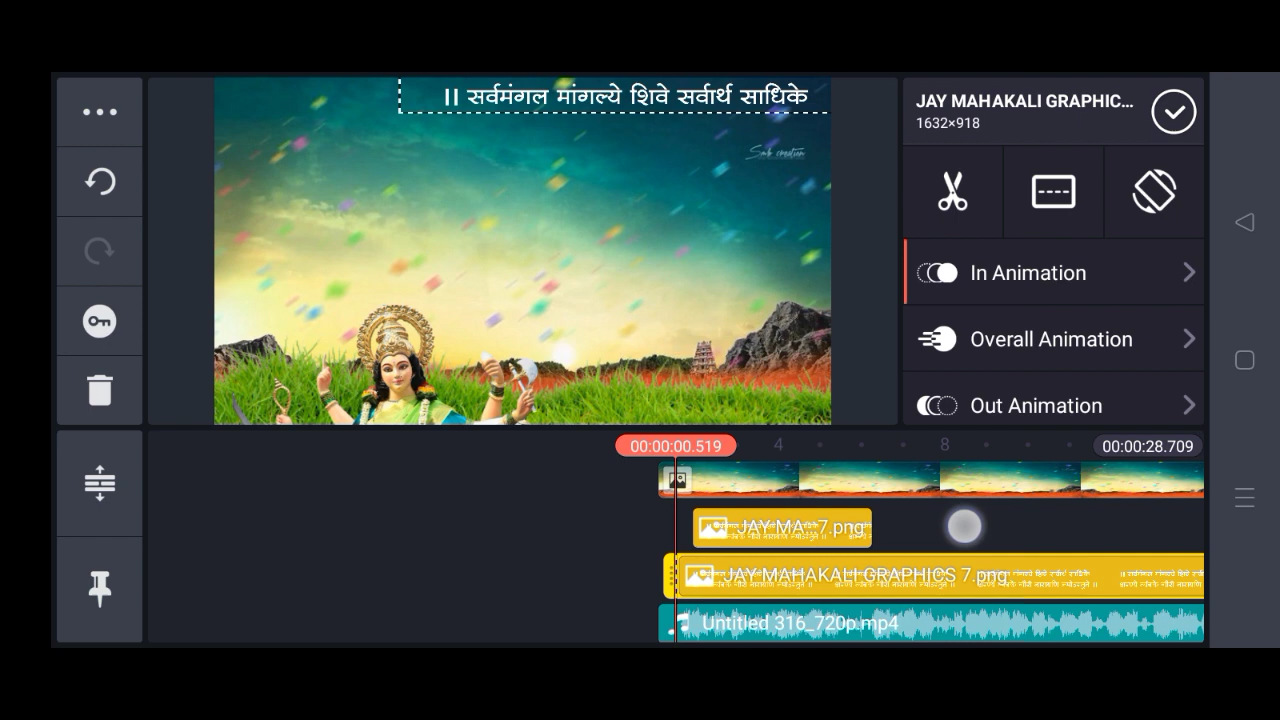 || सर्वमंगल मांगल्ये शिवे सर्वार्थ साधिके
Smk creation
JAY MAHAKALI GRAPHIC...
1632×918
In Animation
Overall Animation
Out Animation
00:00:00.519
4
8
00:00:28.709
JAY MA...7.png
JAY MAHAKALI GRAPHICS 7.png
Untitled 316_720p.mp4